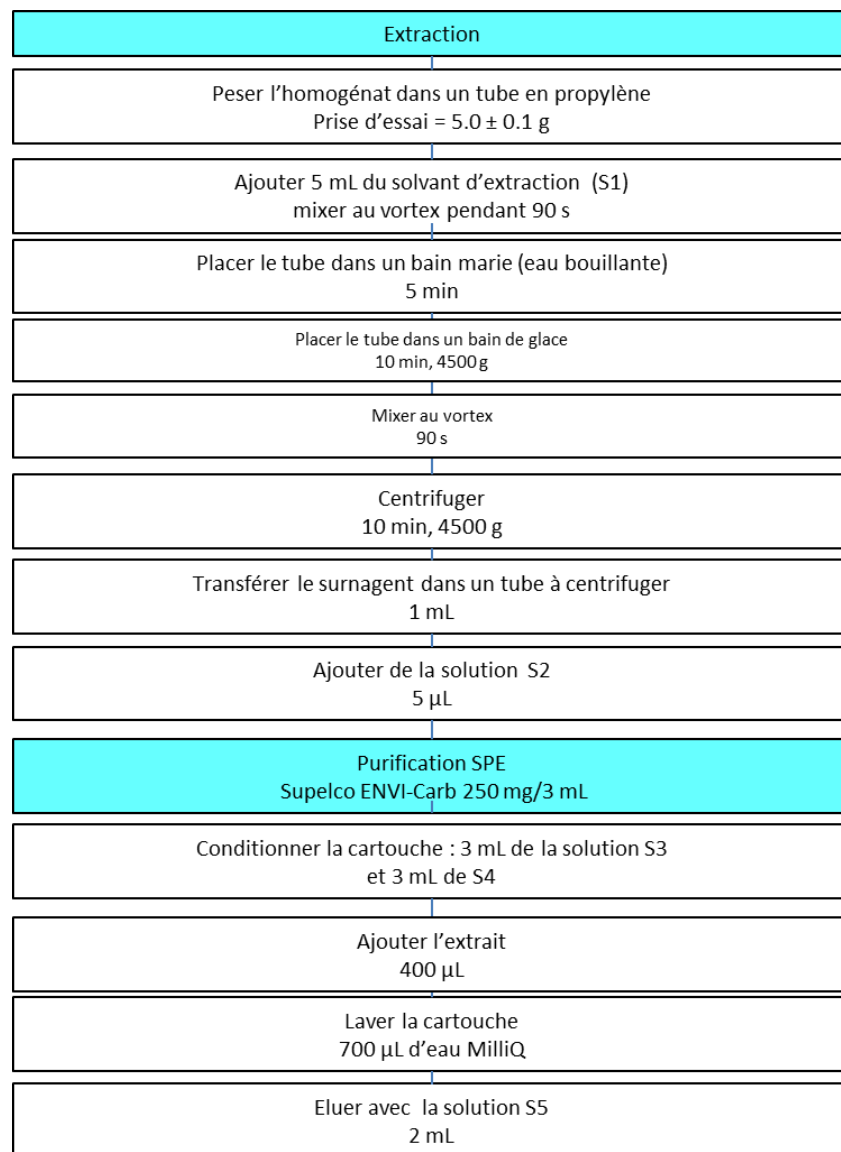 Extraction
Peser l'homogénat dans un tube en propylène
Prise d'essai = 5.0 ± 0.1 g
Ajouter 5 mL du solvant d'extraction (S1)
mixer au vortex pendant 90 s
Placer le tube dans un bain marie (eau bouillante)
5 min
Placer le tube dans un bain de glace
10 min, 4500 g
Mixer au vortex
90 s
Centrifuger
10 min, 4500 g
Transférer le surnagent dans un tube à centrifuger
1 mL
Ajouter de la solution S2
5 µL
Purification SPE
Supelco ENVI-Carb 250 mg/3 mL
Conditionner la cartouche : 3 mL de la solution S3
et 3 mL de S4
Ajouter l'extrait
400 µL
Laver la cartouche
700 µL d'eau MilliQ
Eluer avec la solution S5
2 mL